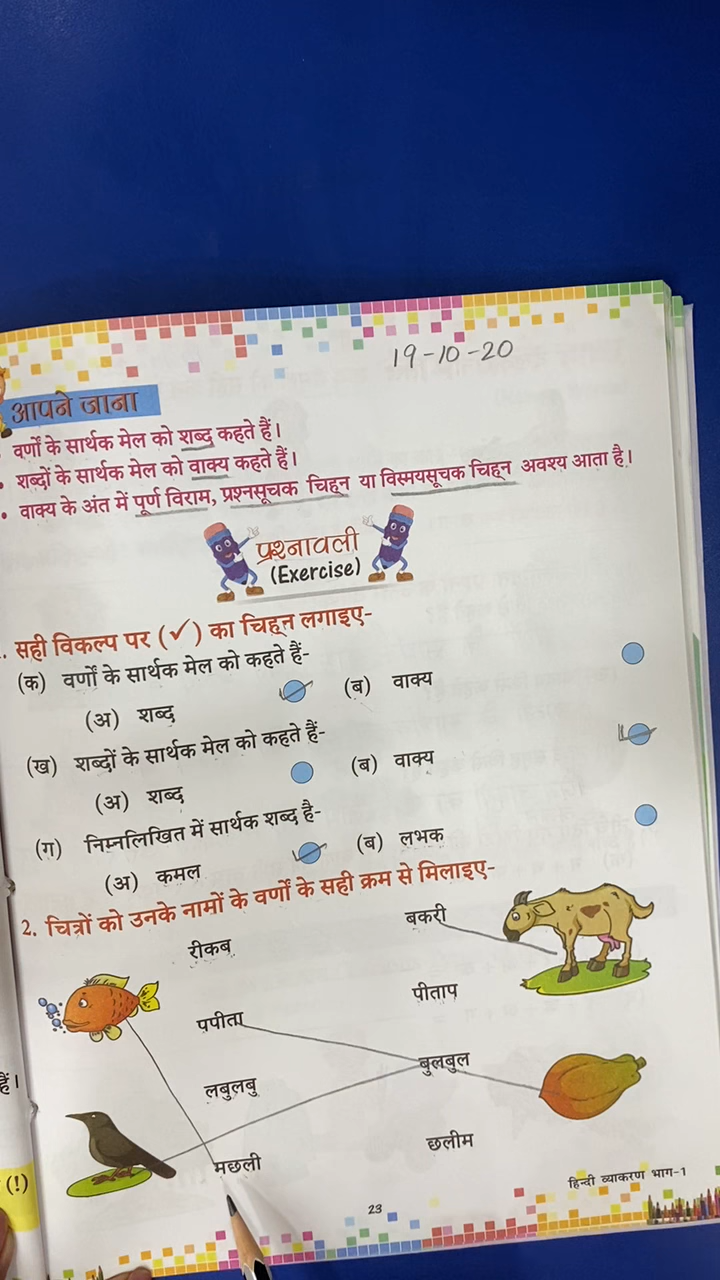 19-10-20
आपने जाना
वर्णों के सार्थक मेल को शब्द कहते हैं।
• शब्दों के सार्थक मेल को वाक्य कहते हैं।
• वाक्य के अंत में पूर्ण विराम, प्रश्नसूचक चिह्न या विस्मयसूचक चिह्न अवश्य आता है।
प्रश्नावली
(Exercise)
. सही विकल्प पर (✓) का चिह्न लगाइए-
(क) वर्णों के सार्थक मेल को कहते हैं-
(अ) शब्द (ब) वाक्य
(ख) शब्दों के सार्थक मेल को कहते हैं-
(अ) शब्द (ब) वाक्य
(ग) निम्नलिखित में सार्थक शब्द है-
(अ) कमल (ब) लभक
2. चित्रों को उनके नामों के वर्णों के सही क्रम से मिलाइए-
रीकब बकरी
पपीता पीताप
लबुलबु बुलबुल
मछली छलीम
हैं।
(!)
हिन्दी व्याकरण भाग-1
23